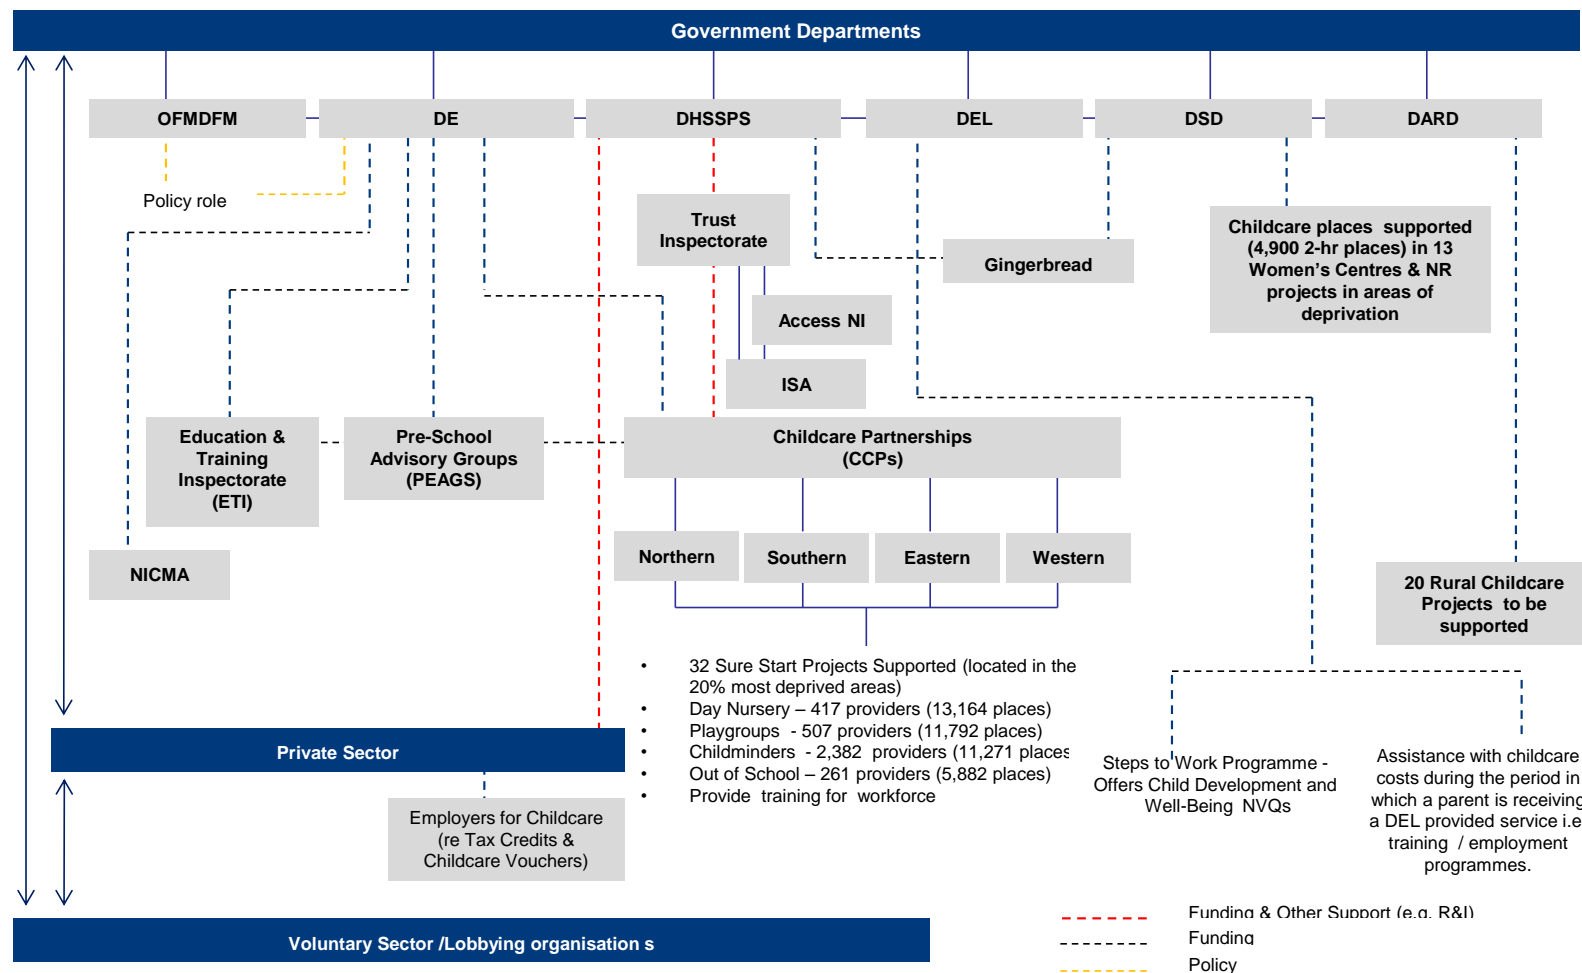 Government Departments
OFMDFM
DE
DHSSPS
DEL
DSD
DARD
Policy role
Trust
Inspectorate
Gingerbread
Childcare places supported
(4,900 2-hr places) in 13
Women's Centres & NR
projects in areas of
deprivation
Access NI
ISA
Education &
Training
Inspectorate
(ETI)
Pre-School
Advisory Groups
(PEAGS)
Childcare Partnerships
(CCPs)
Northern
Southern
Eastern
Western
NICMA
20 Rural Childcare
Projects to be
supported
• 32 Sure Start Projects Supported (located in the
20% most deprived areas)
• Day Nursery – 417 providers (13,164 places)
• Playgroups - 507 providers (11,792 places)
• Childminders - 2,382 providers (11,271 places
• Out of School – 261 providers (5,882 places)
• Provide training for workforce
Private Sector
Employers for Childcare
(re Tax Credits &
Childcare Vouchers)
Steps to Work Programme -
Offers Child Development and
Well-Being NVQs
Assistance with childcare
costs during the period in
which a parent is receiving
a DEL provided service i.e
training / employment
programmes.
Voluntary Sector /Lobbying organisation s
Funding & Other Support (e.g. R&I)
Funding
Policy